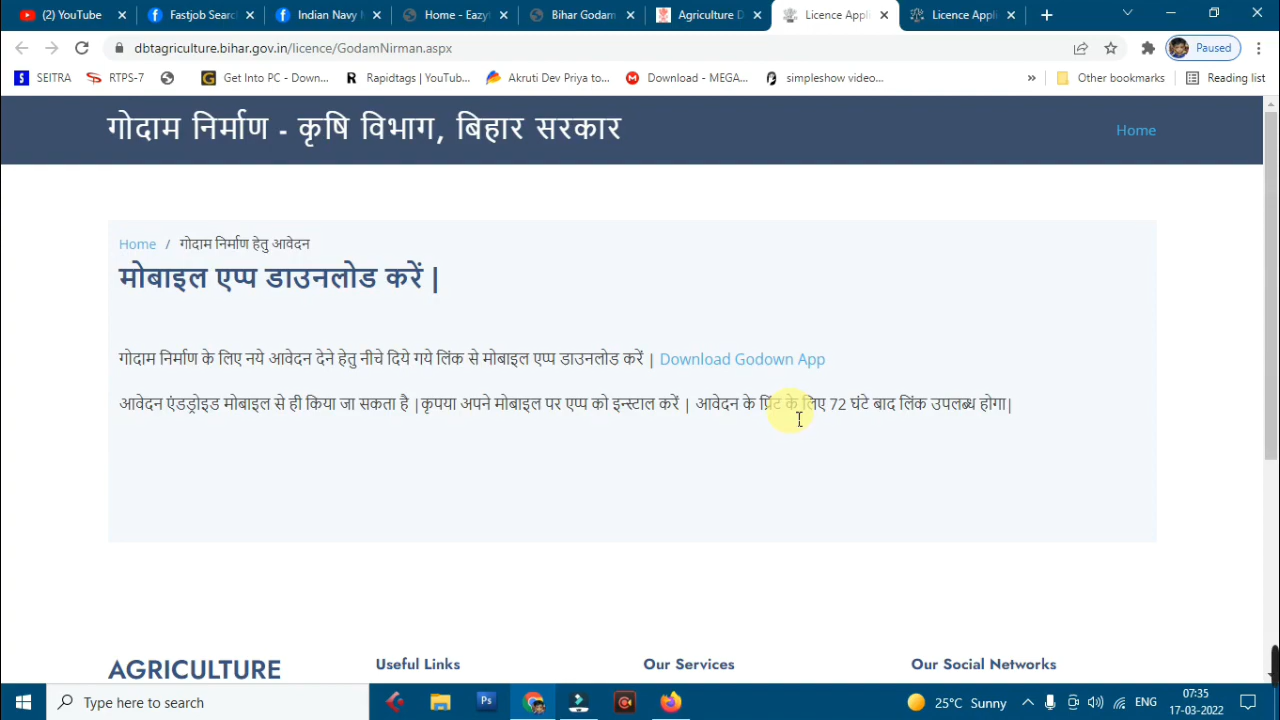 (2) YouTube
Fastjob Searc
Indian Navy
Home - Eazy
Bihar Godam
Agriculture D
Licence Appli
Licence Appli
dbtagriculture.bihar.gov.in/licence/GodamNirman.aspx
Paused
SEITRA
RTPS-7
Get Into PC - Down...
Rapidtags | YouTub...
Akruti Dev Priya to...
Download - MEGA...
simpleshow video...
»
Other bookmarks
Reading list
गोदाम निर्माण - कृषि विभाग, बिहार सरकार
Home
Home / गोदाम निर्माण हेतु आवेदन
मोबाइल एप्प डाउनलोड करें |
गोदाम निर्माण के लिए नये आवेदन देने हेतु नीचे दिये गये लिंक से मोबाइल एप्प डाउनलोड करें | Download Godown App
आवेदन एंडड्रोइड मोबाइल से ही किया जा सकता है |कृपया अपने मोबाइल पर एप्प को इन्स्टाल करें | आवेदन के प्रिंट के लिए 72 घंटे बाद लिंक उपलब्ध होगा|
AGRICULTURE
Useful Links
Our Services
Our Social Networks
Type here to search
Ps
25°C Sunny
ENG
07:35
17-03-2022